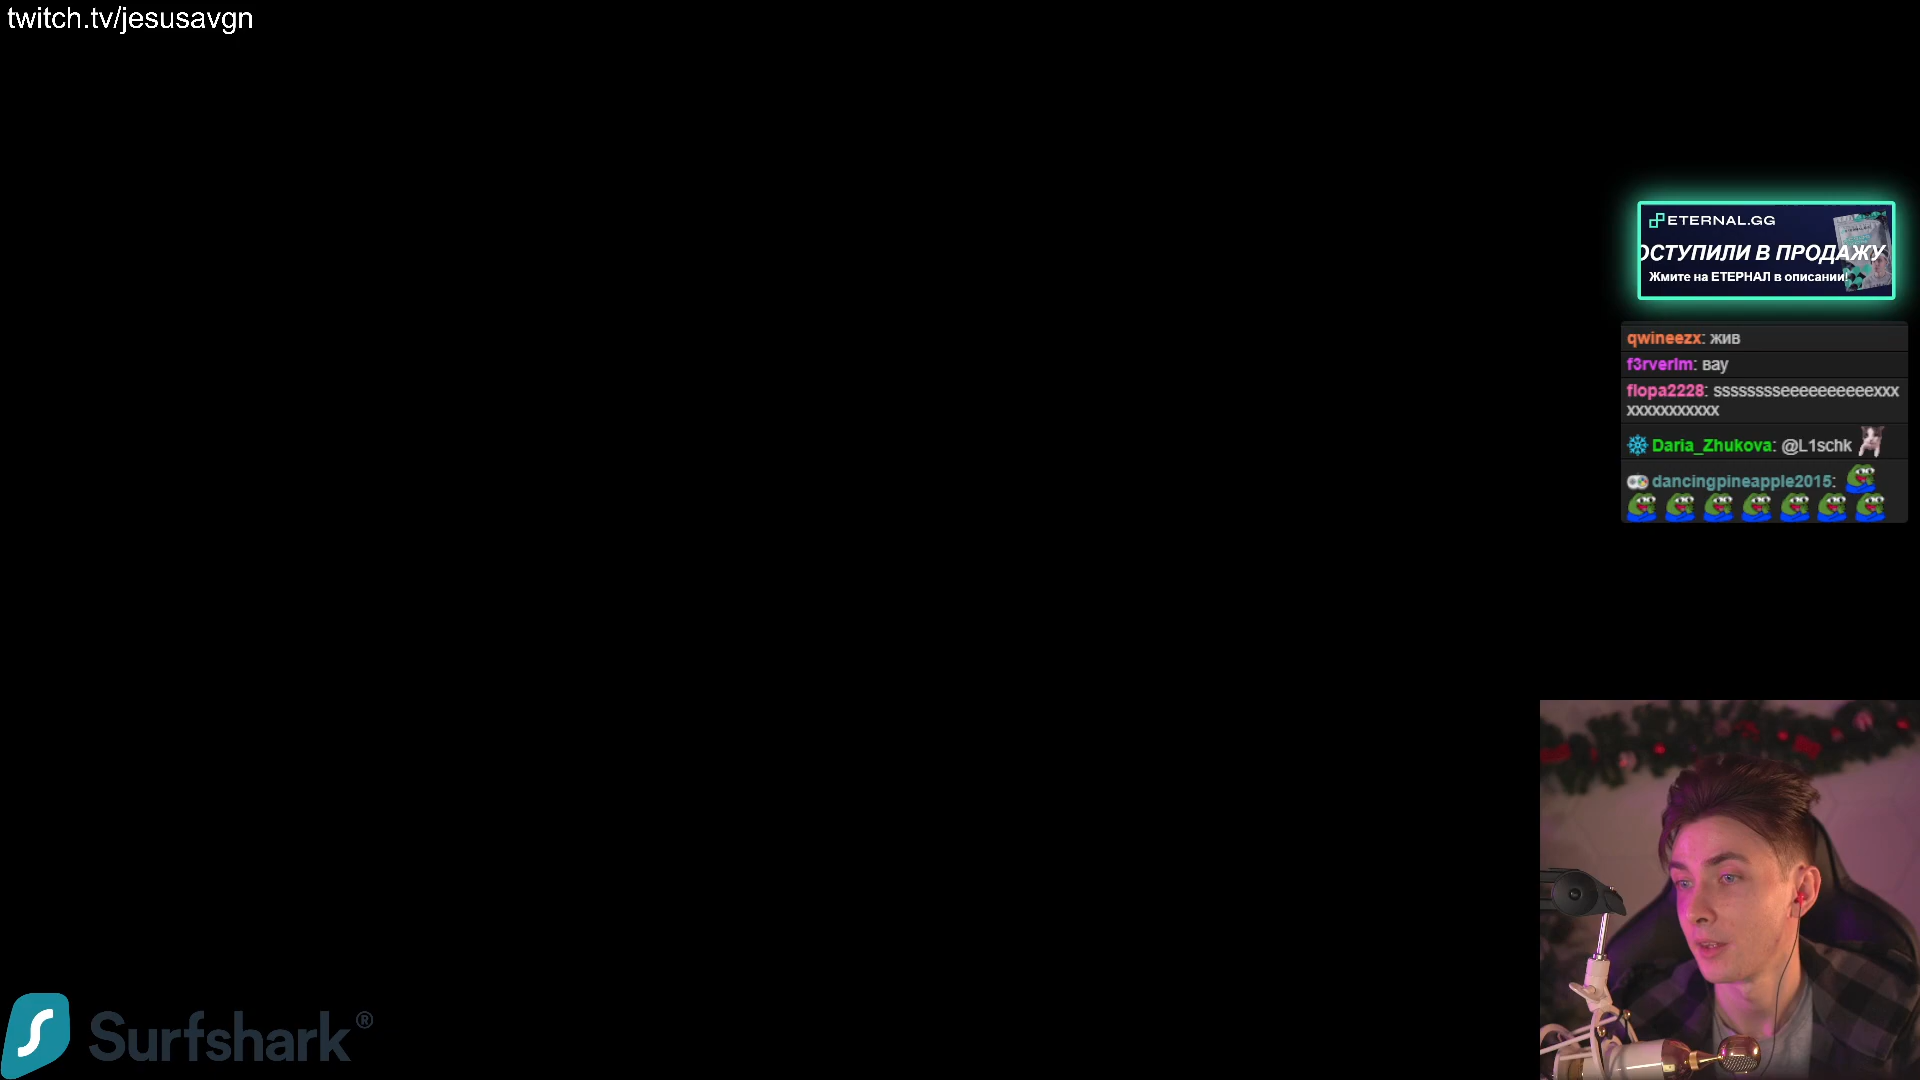 twitch.tv/jesusavgn
ETERNAL.GG
ОСТУПИЛИ В ПРОДАЖУ
Жмите на ЕТЕРНАЛ в описании!
qwineezx: жив
f3rverlm: вау
flopa2228: sssssssseeeeeeeeeexxx
xxxxxxxxxxx
Daria_Zhukova: @L1schk
dancingpineapple2015:
Surfshark®